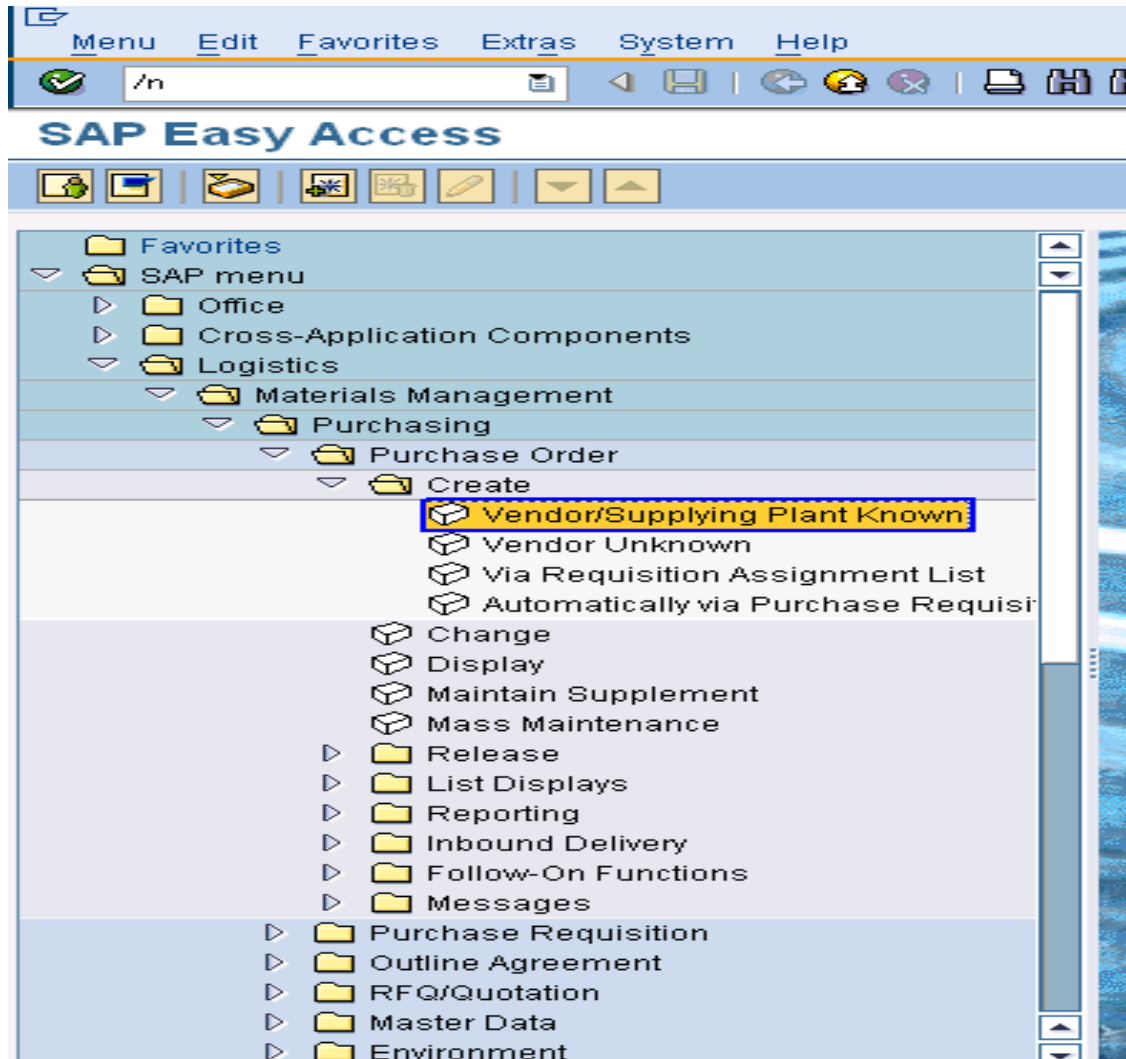 Menu Edit Favorites Extras System Help
/n
SAP Easy Access
Favorites
SAP menu
Office
Cross-Application Components
Logistics
Materials Management
Purchasing
Purchase Order
Create
Vendor/Supplying Plant Known
Vendor Unknown
Via Requisition Assignment List
Automatically via Purchase Requisi
Change
Display
Maintain Supplement
Mass Maintenance
Release
List Displays
Reporting
Inbound Delivery
Follow-On Functions
Messages
Purchase Requisition
Outline Agreement
RFQ/Quotation
Master Data
Environment